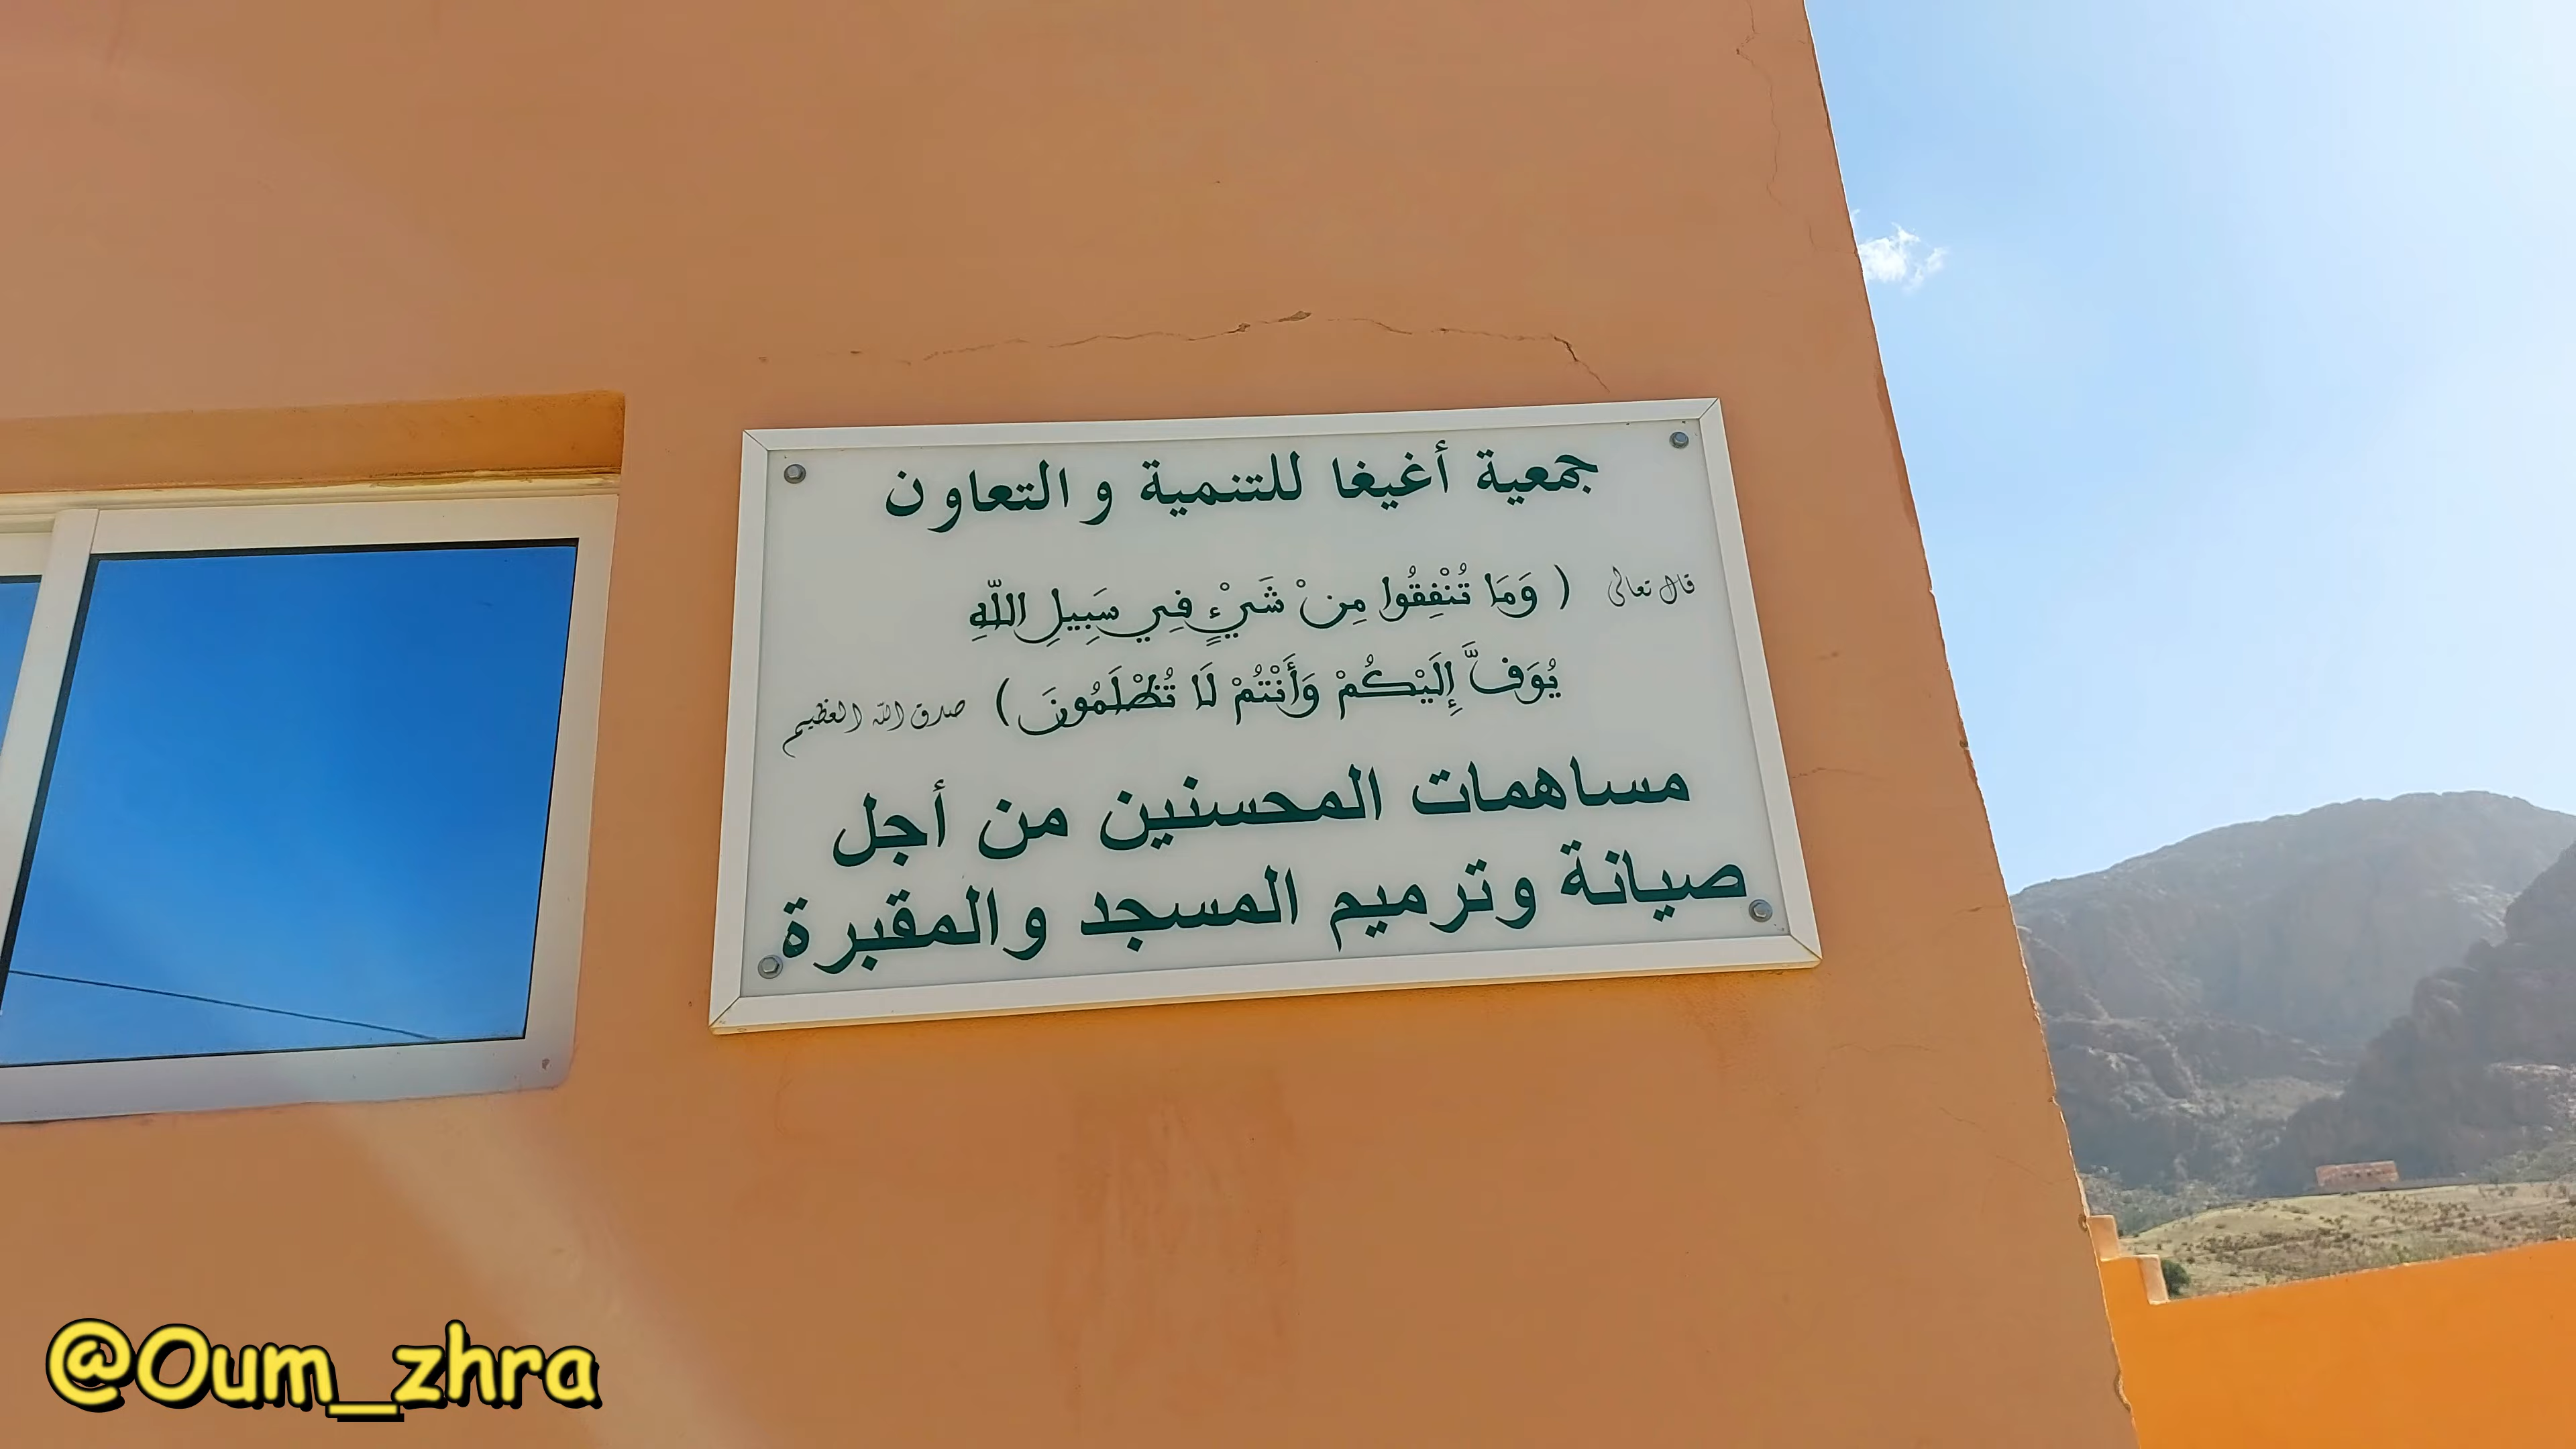 جمعية أغيغا للتنمية و التعاون
قال تعالى ( وَمَا تُنْفِقُوا مِنْ شَيْءٍ فِي سَبِيلِ اللَّهِ
يُوَفَّ إِلَيْكُمْ وَأَنْتُمْ لَا تُظْلَمُونَ ) صدق الله العظيم
مساهمات المحسنين من أجل
صيانة وترميم المسجد والمقبرة
@Oum_zhra